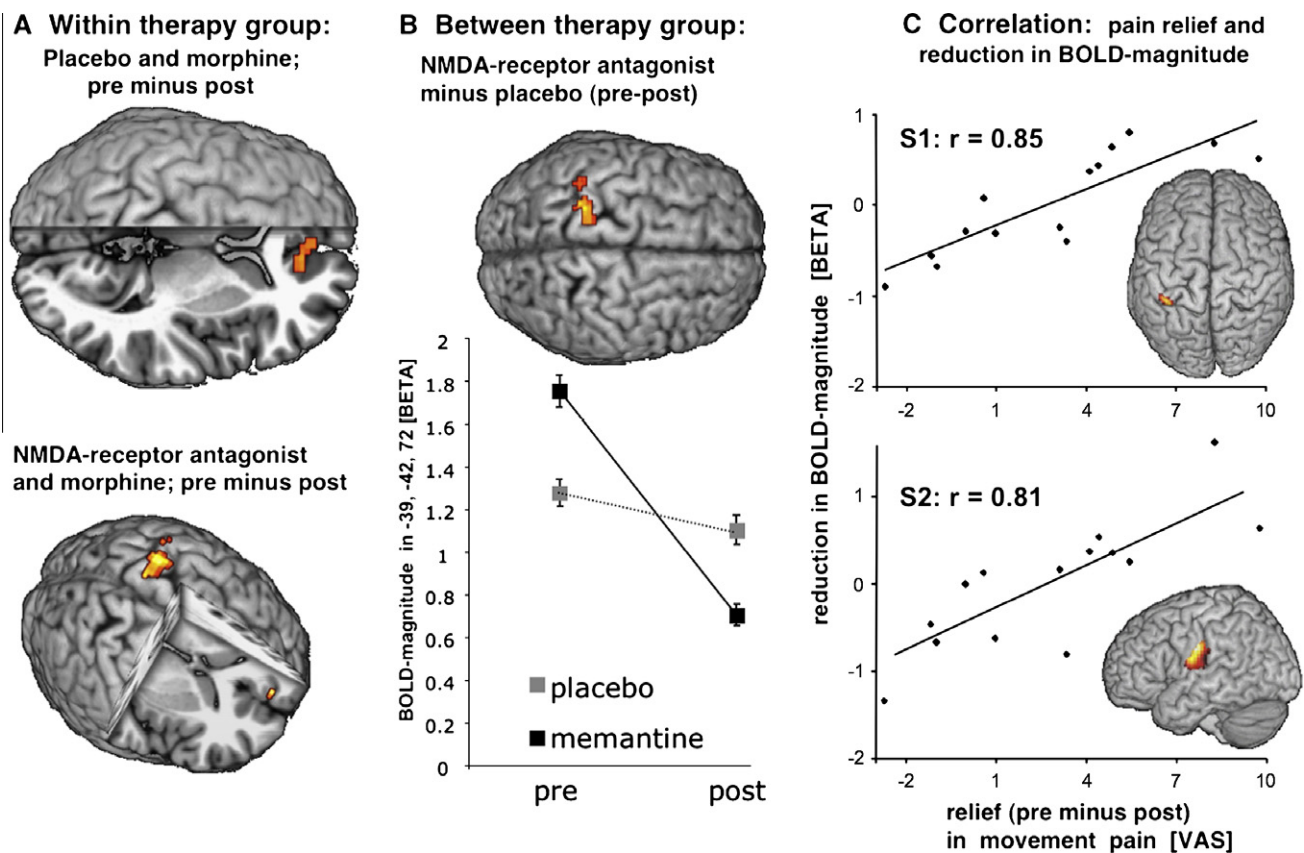 A Within therapy group:
Placebo and morphine;
pre minus post
NMDA-receptor antagonist
and morphine; pre minus post
B Between therapy group:
NMDA-receptor antagonist
minus placebo (pre-post)
BOLD-magnitude in -39, -42, 72 [BETA]
2
1.8
1.6
1.4
1.2
1
0.8
0.6
0.4
0.2
0
placebo
memantine
pre post
C Correlation: pain relief and
reduction in BOLD-magnitude
reduction in BOLD-magnitude [BETA]
1
0
-1
-2
S1: r = 0.85
-2 1 4 7 10
1
0
-1
-2
S2: r = 0.81
-2 1 4 7 10
relief (pre minus post)
in movement pain [VAS]